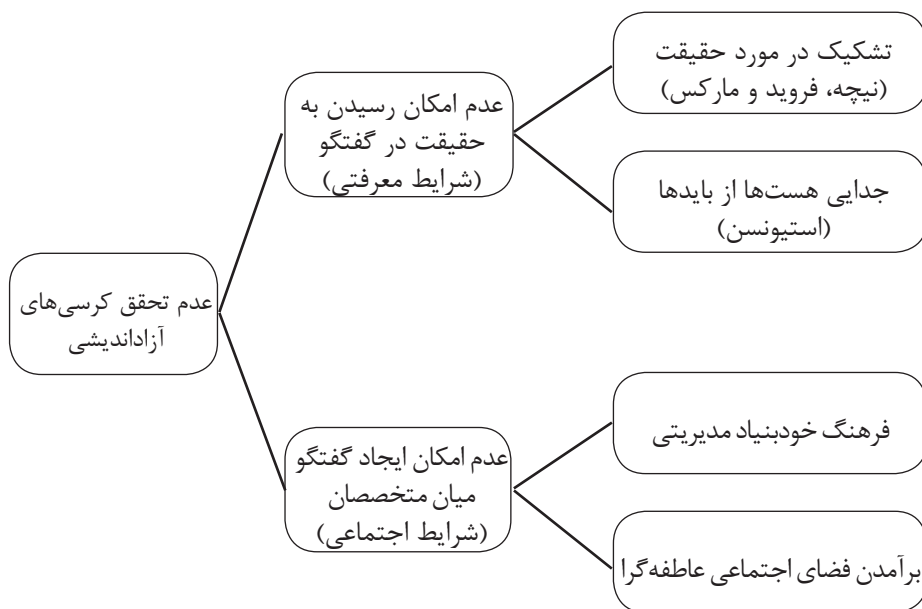 تشکیک در مورد حقیقت
(نیچه، فروید و مارکس)
عدم امکان رسیدن به
حقیقت در گفتگو
(شرایط معرفتی)
جدایی هست‌ها از بایدها
(استیونسن)
عدم تحقق کرسی‌های
آزاداندیشی
فرهنگ خودبنیاد مدیریتی
عدم امکان ایجاد گفتگو
میان متخصصان
(شرایط اجتماعی)
برآمدن فضای اجتماعی عاطفه‌گرا